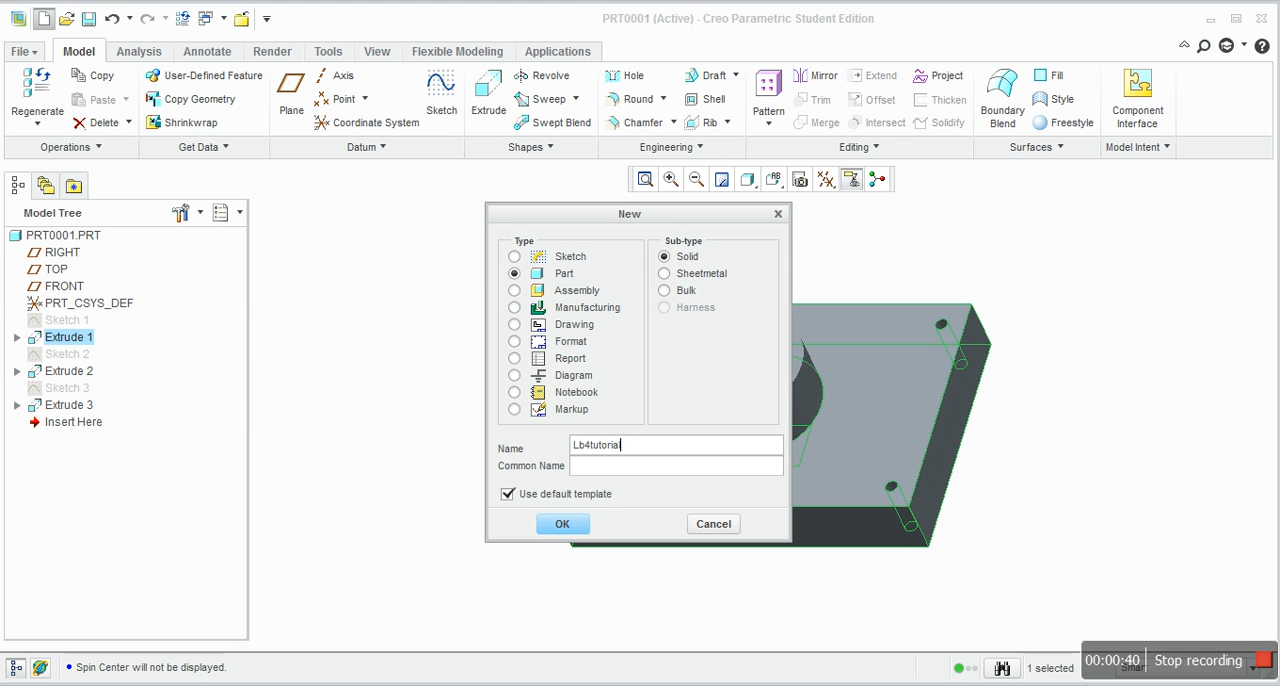 PRT0001 (Active) - Creo Parametric Student Edition
File Model Analysis Annotate Render Tools View Flexible Modeling Applications
Regenerate Copy Paste Delete Operations
User-Defined Feature Copy Geometry Shrinkwrap Get Data
Plane Axis Point Coordinate System Sketch Datum
Extrude Revolve Sweep Swept Blend Shapes
Hole Round Chamfer Draft Shell Rib Engineering
Pattern Mirror Extend Project Trim Offset Thicken Merge Intersect Solidify Editing
Boundary Blend Fill Style Freestyle Surfaces
Component Interface Model Intent
Model Tree
PRT0001.PRT
RIGHT
TOP
FRONT
PRT_CSYS_DEF
Sketch 1
Extrude 1
Sketch 2
Extrude 2
Sketch 3
Extrude 3
Insert Here
New
Type
Sketch
Part
Assembly
Manufacturing
Drawing
Format
Report
Diagram
Notebook
Markup
Sub-type
Solid
Sheetmetal
Bulk
Harness
Name Lb4tutorial
Common Name
Use default template
OK Cancel
Spin Center will not be displayed.
1 selected
00:00:40 Stop recording